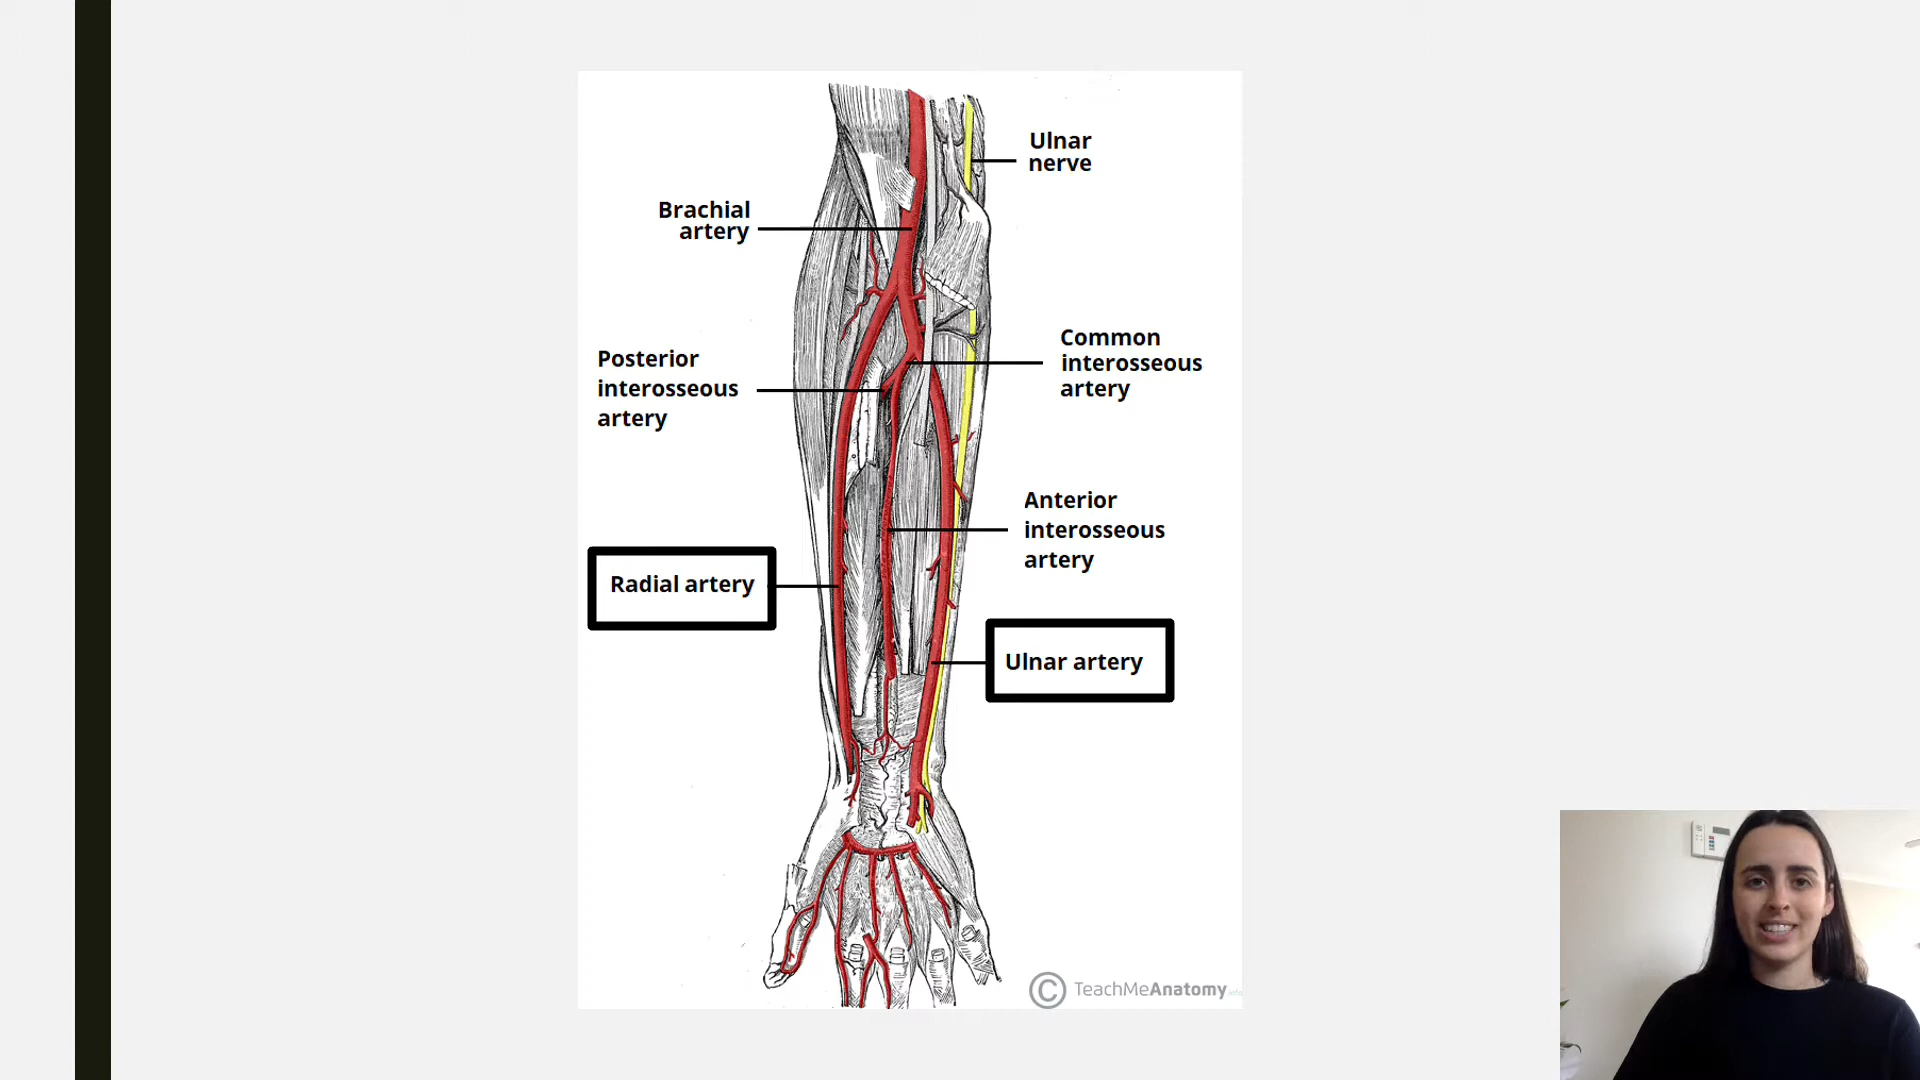 Ulnar
nerve
Brachial
artery
Common
interosseous
artery
Posterior
interosseous
artery
Anterior
interosseous
artery
Radial artery
Ulnar artery
© TeachMeAnatomy